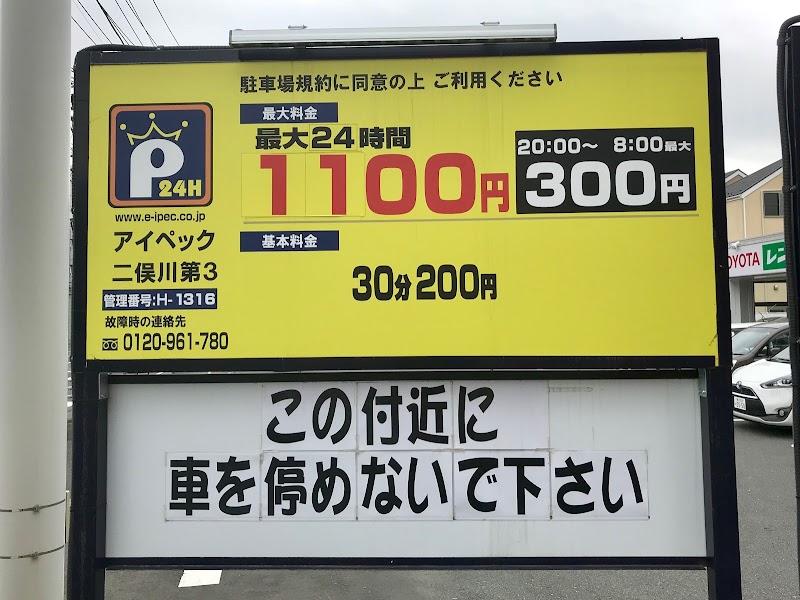 駐車場規約に同意の上 ご利用ください
P
24H
www.e-ipec.co.jp
アイペック
二俣川第3
管理番号:H-1316
故障時の連絡先
0120-961-780
最大料金
最大24時間
1100円
20:00〜 8:00最大
300円
基本料金
30分200円
この付近に
車を停めないで下さい
TOYOTA レン